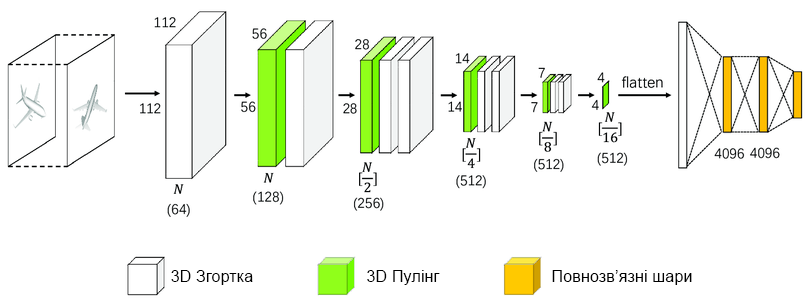 112
112
N
(64)
56
56
N
(128)
28
28
[N/2]
(256)
14
14
[N/4]
(512)
7
7
[N/8]
(512)
4
4
[N/16]
(512)
flatten
4096 4096
3D Згортка
3D Пулінг
Повнозв’язні шари